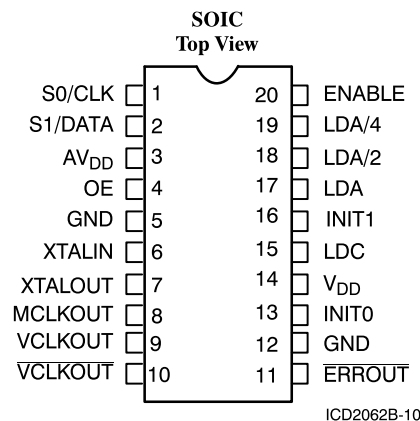 SOIC
Top View
S0/CLK 1 20 ENABLE
S1/DATA 2 19 LDA/4
AVDD 3 18 LDA/2
OE 4 17 LDA
GND 5 16 INIT1
XTALIN 6 15 LDC
XTALOUT 7 14 VDD
MCLKOUT 8 13 INIT0
VCLKOUT 9 12 GND
VCLKOUT 10 11 ERROUT
ICD2062B-10